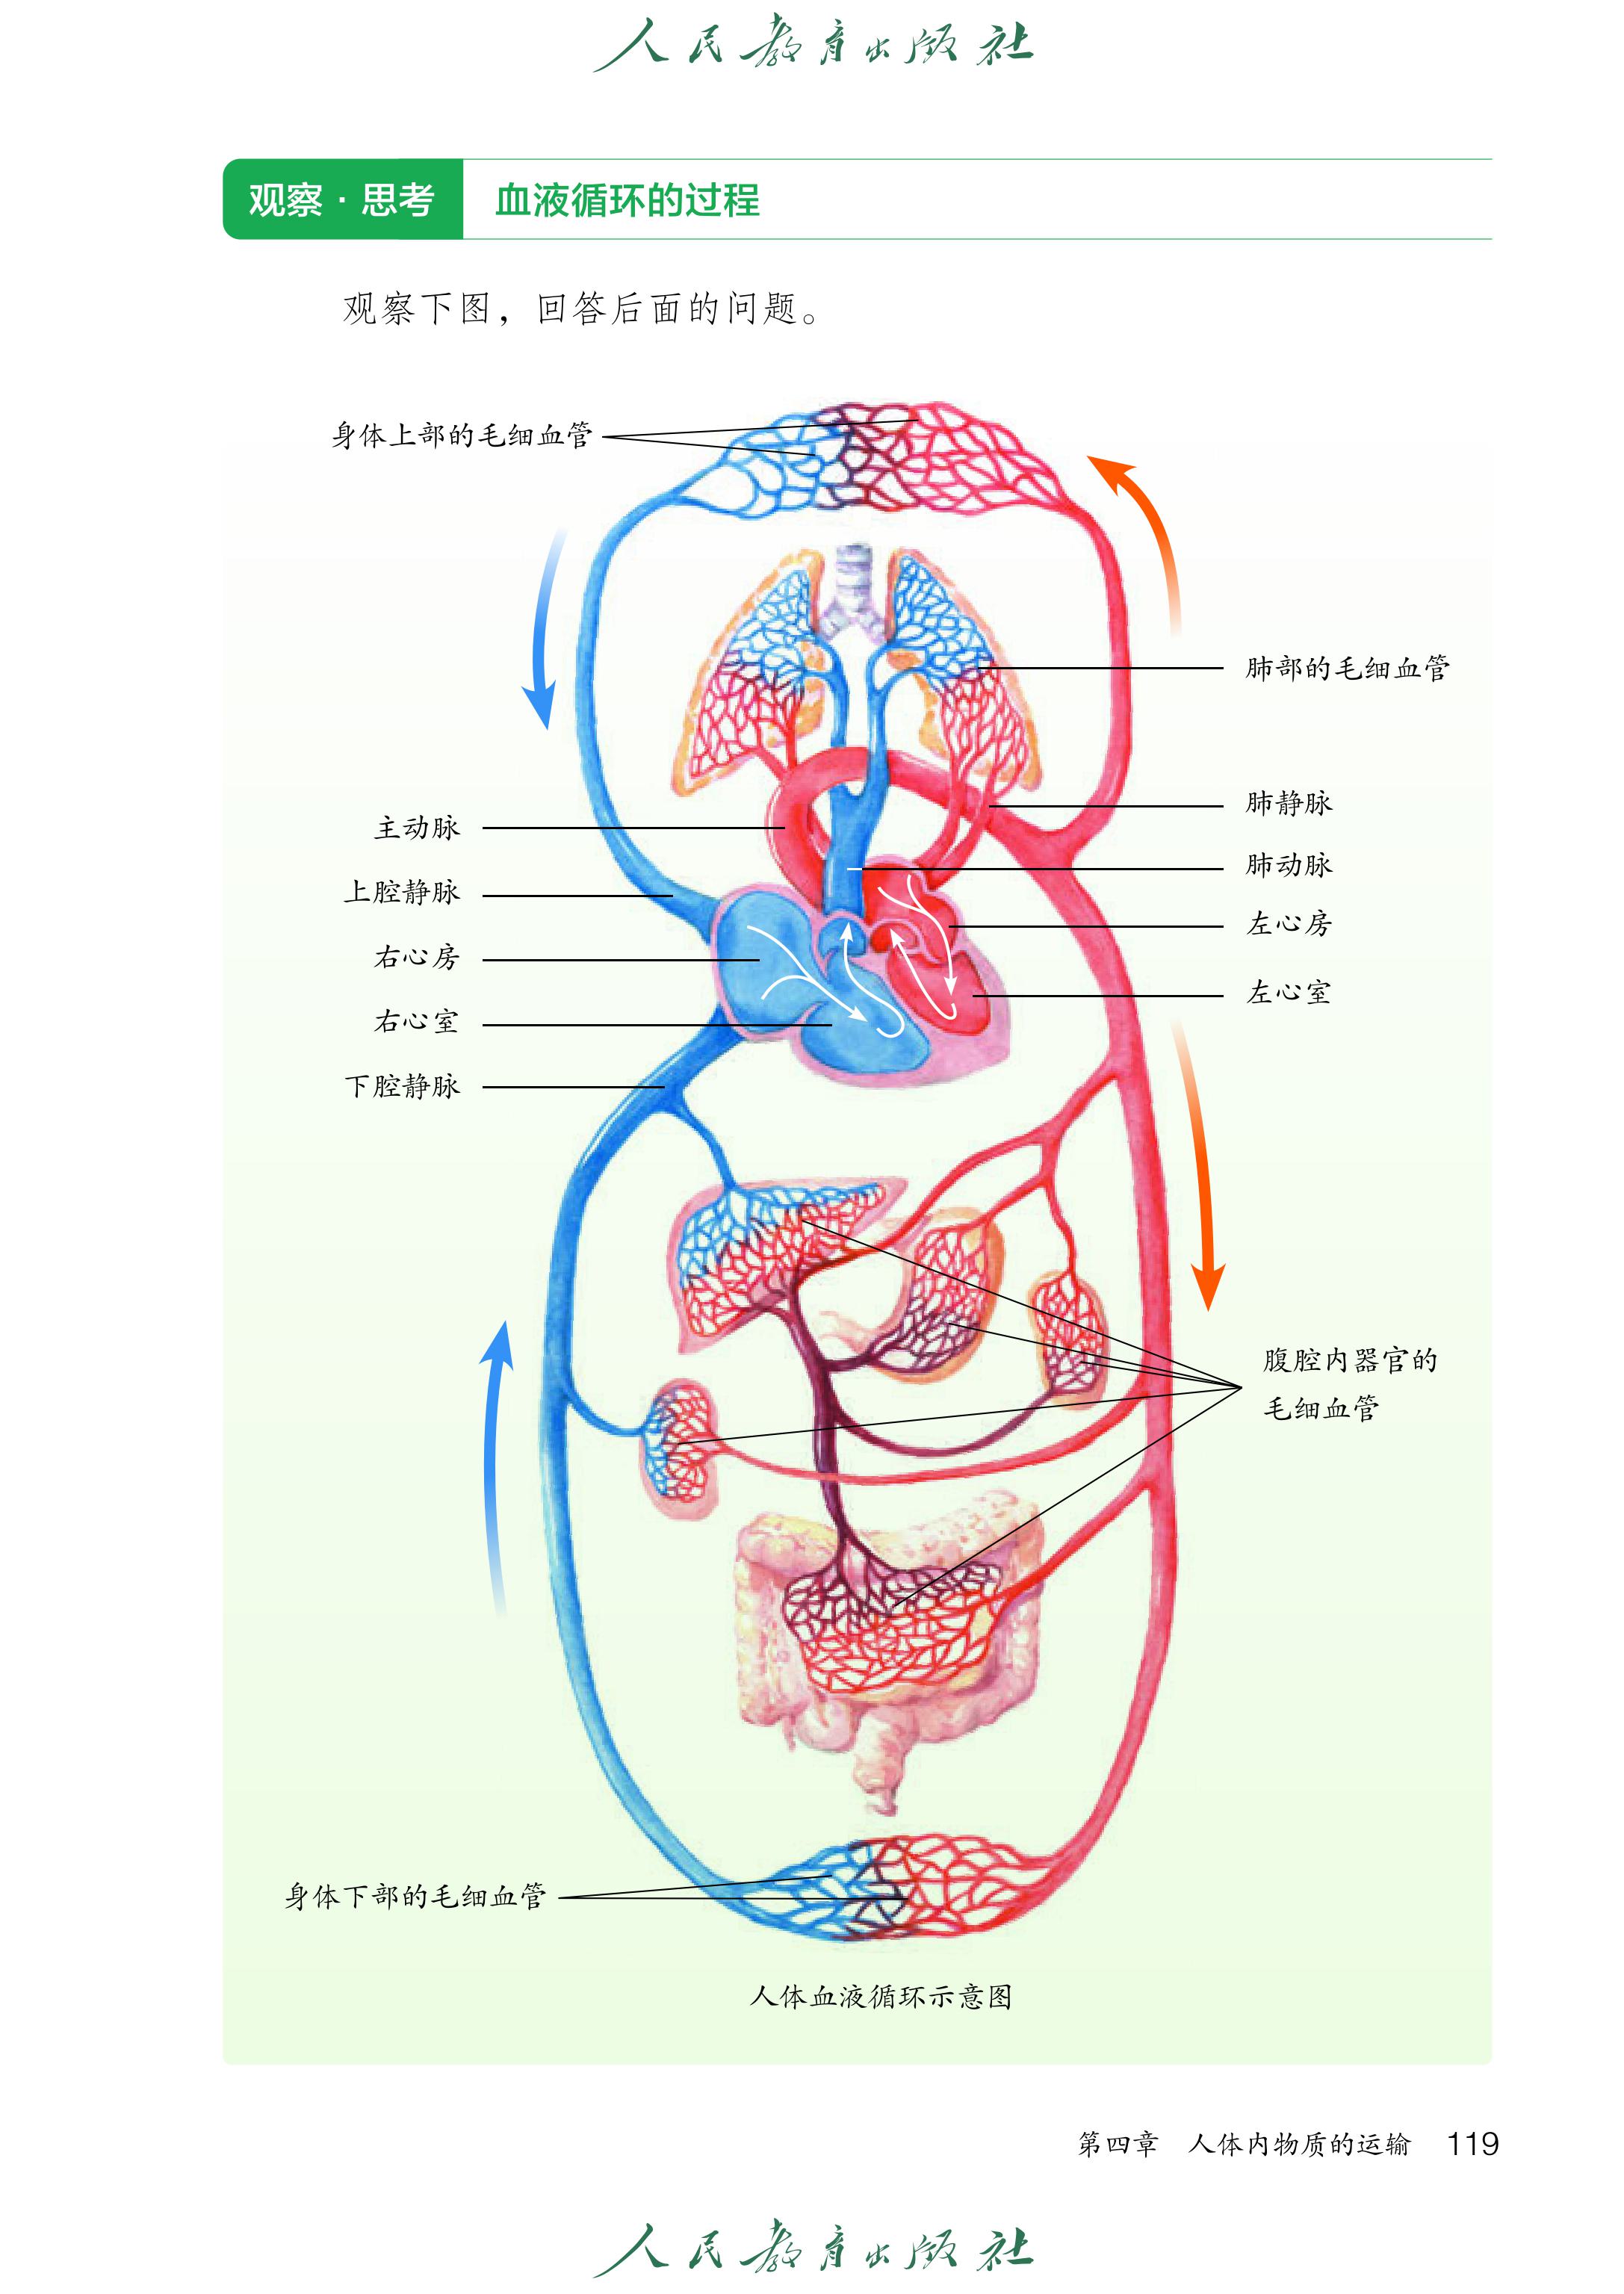 人民教育出版社
观察·思考 血液循环的过程
观察下图，回答后面的问题。
身体上部的毛细血管
肺部的毛细血管
肺静脉
主动脉
肺动脉
上腔静脉
左心房
右心房
左心室
右心室
下腔静脉
腹腔内器官的
毛细血管
身体下部的毛细血管
人体血液循环示意图
第四章 人体内物质的运输 119
人民教育出版社